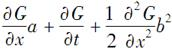 ∂G/∂x a + ∂G/∂t + 1/2 ∂²G/∂x² b²